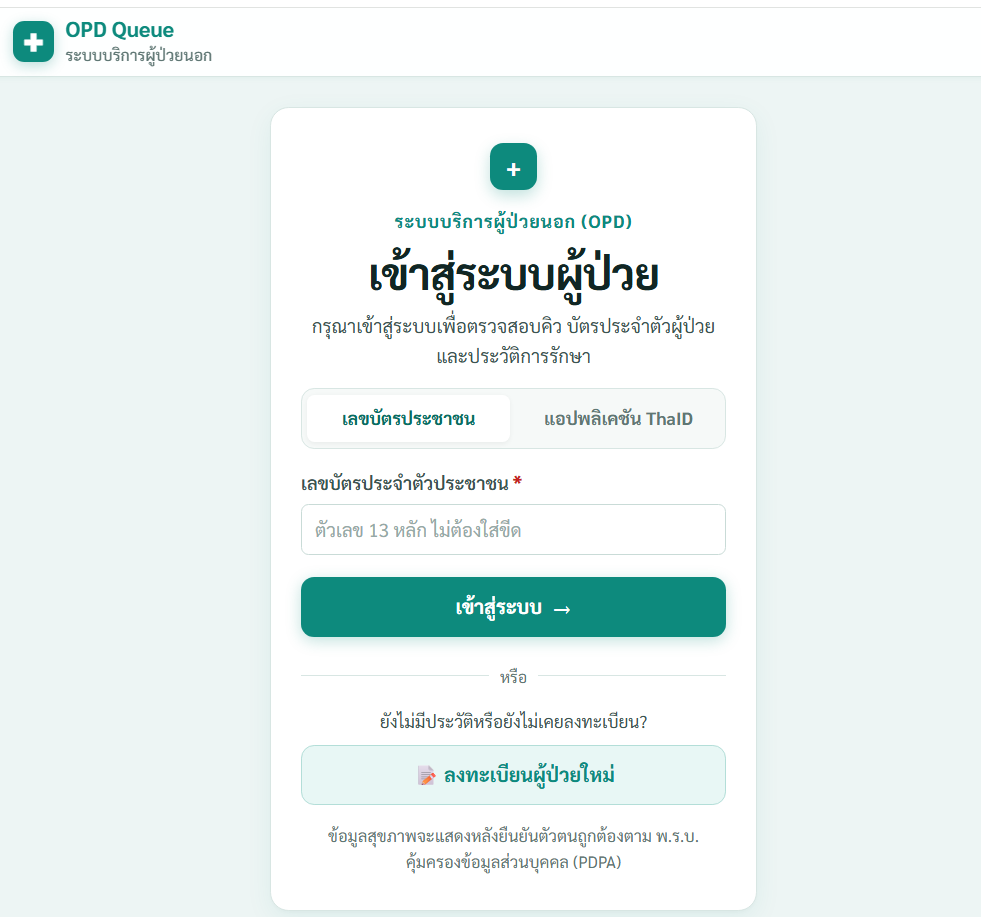 OPD Queue
ระบบบริการผู้ป่วยนอก
ระบบบริการผู้ป่วยนอก (OPD)
เข้าสู่ระบบผู้ป่วย
กรุณาเข้าสู่ระบบเพื่อตรวจสอบคิว บัตรประจำตัวผู้ป่วย
และประวัติการรักษา
เลขบัตรประชาชน
แอปพลิเคชัน ThaID
เลขบัตรประจำตัวประชาชน *
ตัวเลข 13 หลัก ไม่ต้องใส่ขีด
เข้าสู่ระบบ →
หรือ
ยังไม่มีประวัติหรือยังไม่เคยลงทะเบียน?
📝 ลงทะเบียนผู้ป่วยใหม่
ข้อมูลสุขภาพจะแสดงหลังยืนยันตัวตนถูกต้องตาม พ.ร.บ.
คุ้มครองข้อมูลส่วนบุคคล (PDPA)